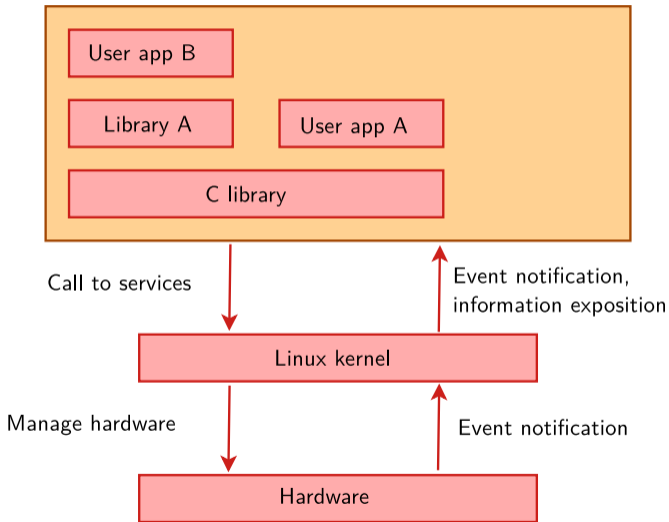 User app B
Library A
User app A
C library
Call to services
Event notification,
information exposition
Linux kernel
Manage hardware
Event notification
Hardware